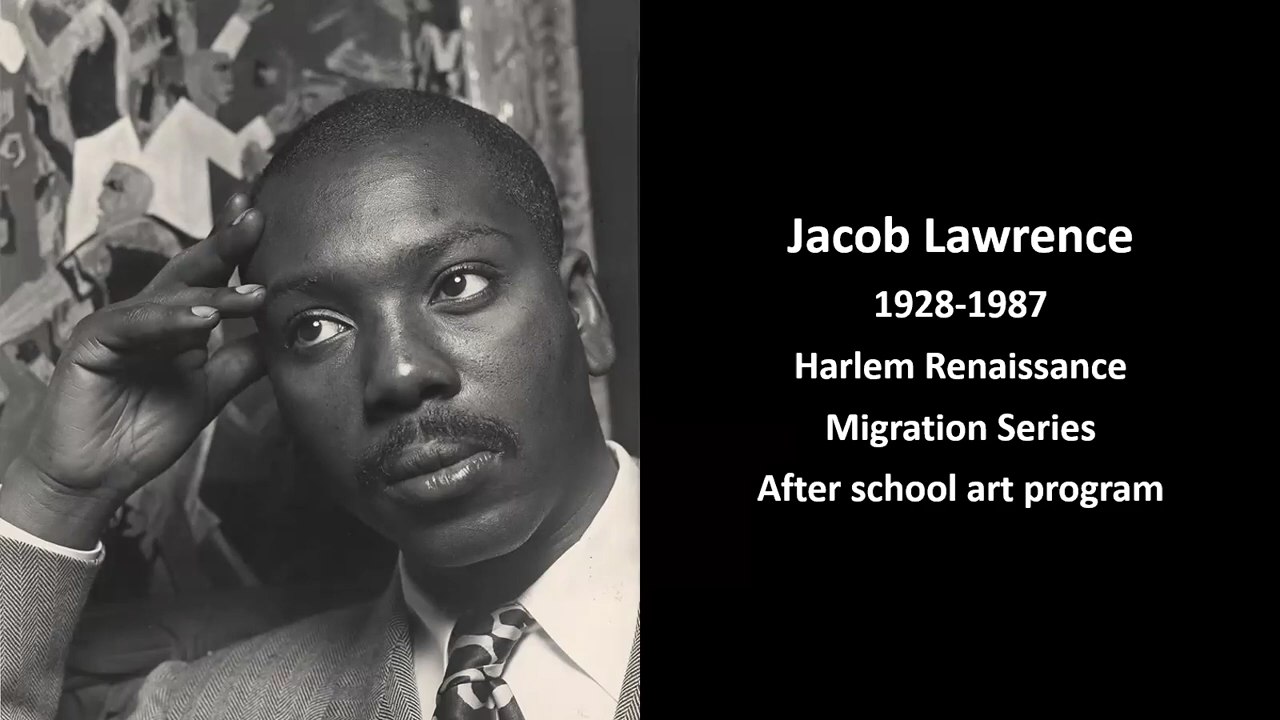 Jacob Lawrence
1928-1987
Harlem Renaissance
Migration Series
After school art program